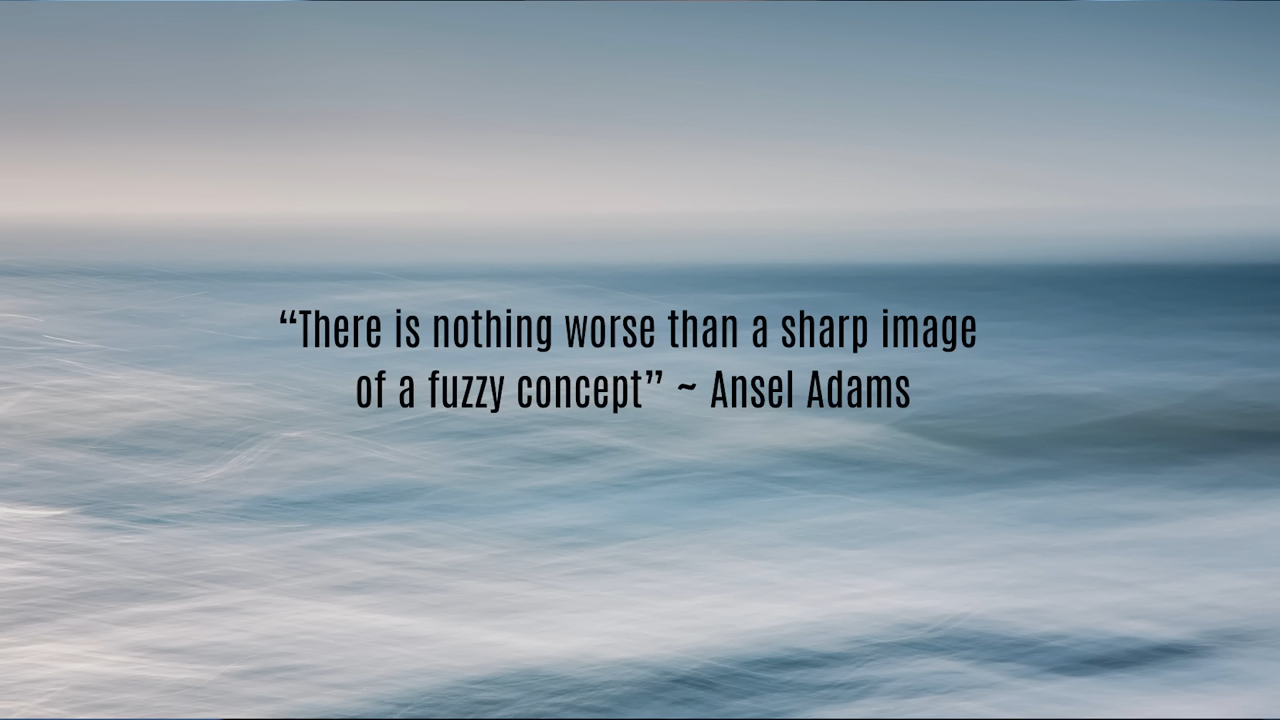 “There is nothing worse than a sharp image
of a fuzzy concept” ~ Ansel Adams